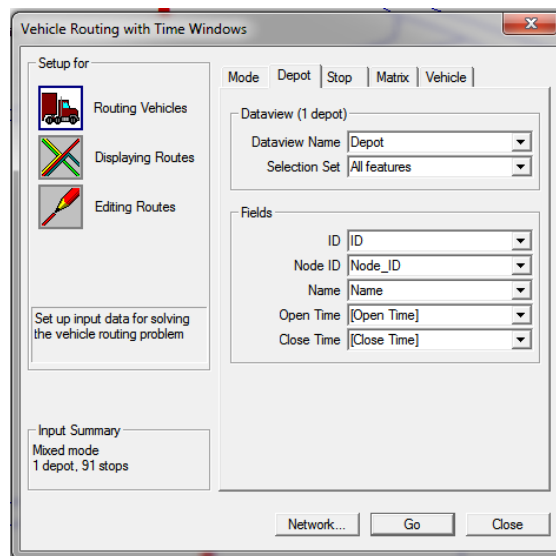 Vehicle Routing with Time Windows
Setup for
Routing Vehicles
Displaying Routes
Editing Routes
Set up input data for solving
the vehicle routing problem
Input Summary
Mixed mode
1 depot, 91 stops
Mode Depot Stop Matrix Vehicle
Dataview (1 depot)
Dataview Name Depot
Selection Set All features
Fields
ID ID
Node ID Node_ID
Name Name
Open Time [Open Time]
Close Time [Close Time]
Network... Go Close